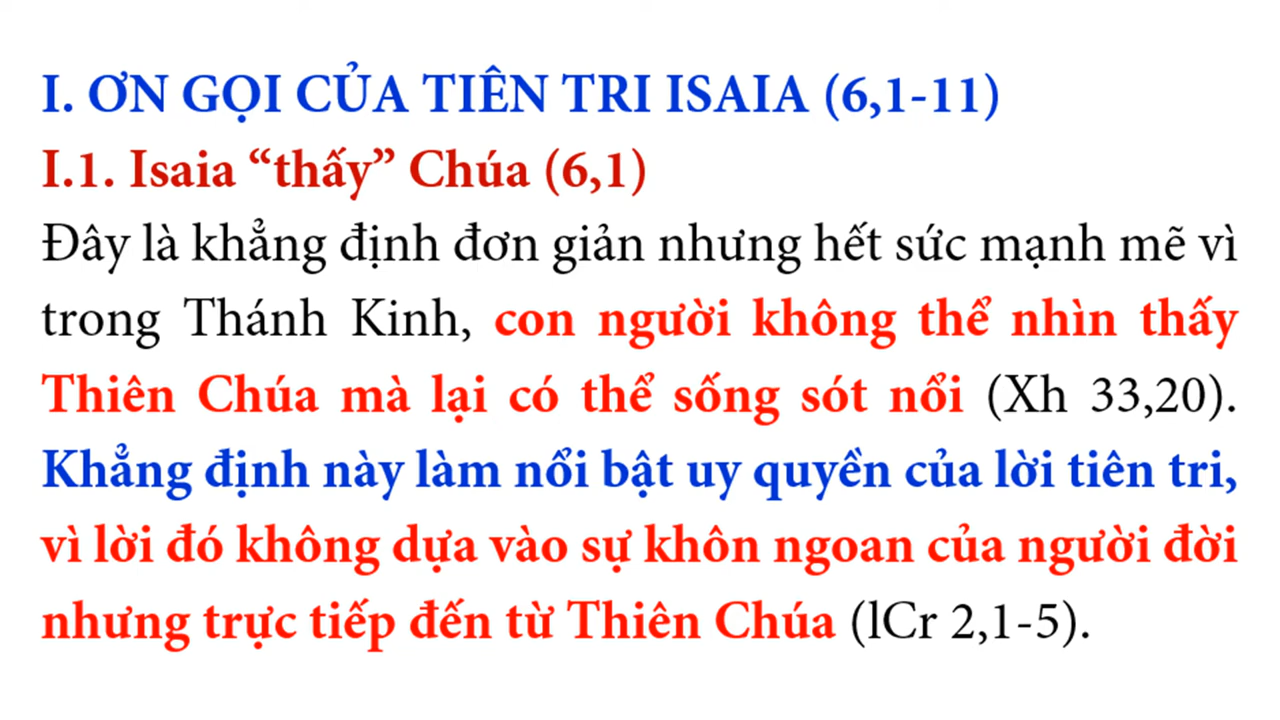 I. ƠN GỌI CỦA TIÊN TRI ISAIA (6,1-11)
I.1. Isaia “thấy” Chúa (6,1)
Đây là khẳng định đơn giản nhưng hết sức mạnh mẽ vì
trong Thánh Kinh, con người không thể nhìn thấy
Thiên Chúa mà lại có thể sống sót nổi (Xh 33,20).
Khẳng định này làm nổi bật uy quyền của lời tiên tri,
vì lời đó không dựa vào sự khôn ngoan của người đời
nhưng trực tiếp đến từ Thiên Chúa (lCr 2,1-5).